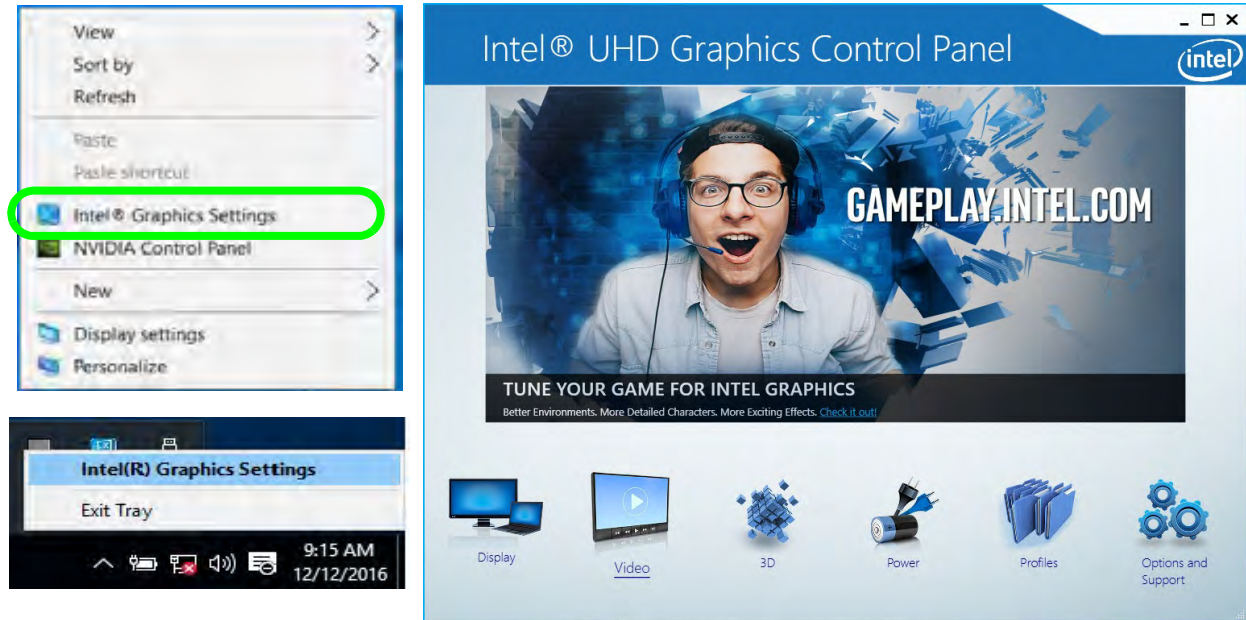 View
Sort by
Refresh
Paste
Paste shortcut
Intel® Graphics Settings
NVIDIA Control Panel
New
Display settings
Personalize
Intel(R) Graphics Settings
Exit Tray
9:15 AM
12/12/2016
Intel® UHD Graphics Control Panel
intel
GAMEPLAY.INTEL.COM
TUNE YOUR GAME FOR INTEL GRAPHICS
Better Environments. More Detailed Characters. More Exciting Effects. Check it out!
Display
Video
3D
Power
Profiles
Options and
Support